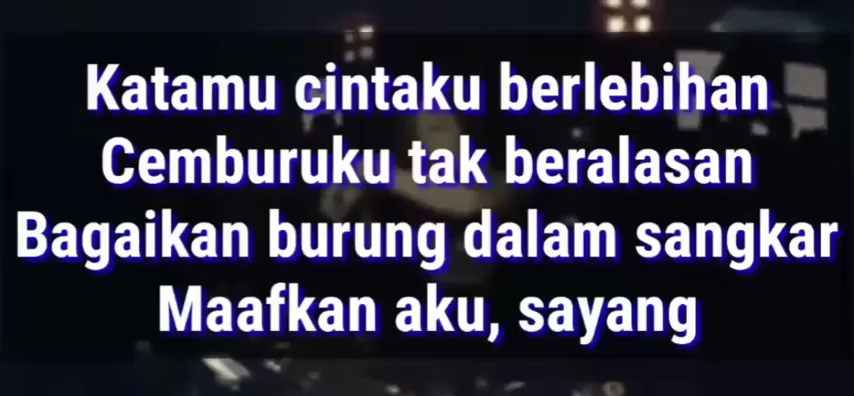 Katamu cintaku berlebihan
Cemburuku tak beralasan
Bagaikan burung dalam sangkar
Maafkan aku, sayang